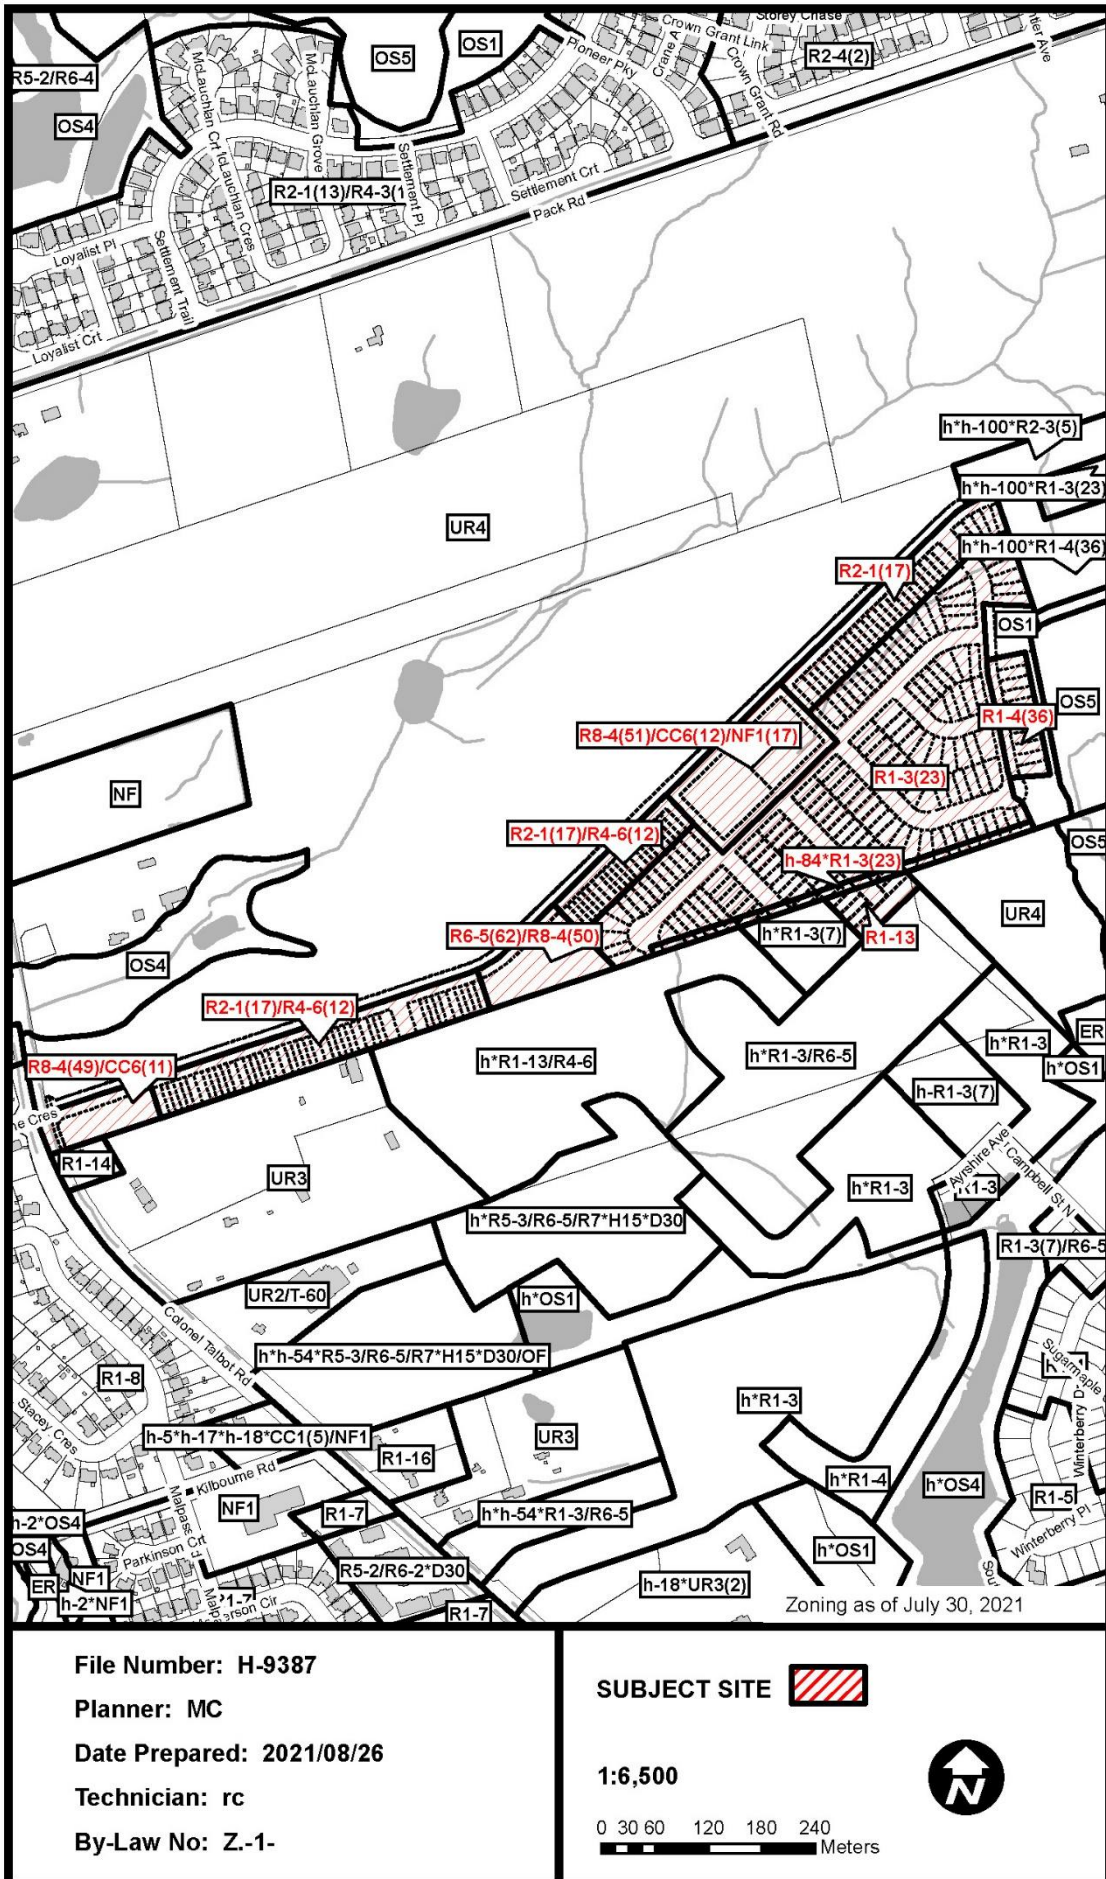 Storey Chase
Crown Grant Link
OS1
Pioneer Pky
R2-4(2)
OS5
Crown Grant Rd
R5-2/R6-4
McLauchlan Crt
McLauchlan Grove
OS4
McLauchlan Cres
Settlement Pl
R2-1(13)/R4-3(1
Settlement Crt
Pack Rd
Loyalist Pl
Settlement Trail
Loyalist Crt
h*h-100*R2-3(5)
h*h-100*R1-3(23)
UR4
h*h-100*R1-4(36)
R2-1(17)
OS1
OS5
R1-4(36)
R8-4(51)/CC6(12)/NF1(17)
R1-3(23)
NF
R2-1(17)/R4-6(12)
OS5
h-84*R1-3(23)
UR4
R6-5(62)/R8-4(50)
h*R1-3(7)
R1-13
OS4
R2-1(17)/R4-6(12)
ER
h*R1-3
h*R1-3/R6-5
h*R1-13/R4-6
R8-4(49)/CC6(11)
h*OS1
h-R1-3(7)
ne Cres
Ayrshire Ave
Campbell St N
R1-14
UR3
h*R1-3
R1-3
h*R5-3/R6-5/R7*H15*D30
R1-3(7)/R6-5
UR2/T-60
h*OS1
Colonel Talbot Rd
h*h-54*R5-3/R6-5/R7*H15*D30/OF
R1-8
h*R1-3
Stacey Cres
h-5*h-17*h-18*CC1(5)/NF1
UR3
R1-16
Kilbourne Rd
h*R1-4
h*OS4
R1-5
NF1
R1-7
h*h-54*R1-3/R6-5
h-2*OS4
OS4
Parkinson Crt
h*OS1
Winterberry Pl
R5-2/R6-2*D30
NF1
ER
h-18*UR3(2)
h-2*NF1
R1-7
Zoning as of July 30, 2021
File Number: H-9387
Planner: MC
Date Prepared: 2021/08/26
Technician: rc
By-Law No: Z.-1-
SUBJECT SITE
1:6,500
N
0 30 60 120 180 240
Meters